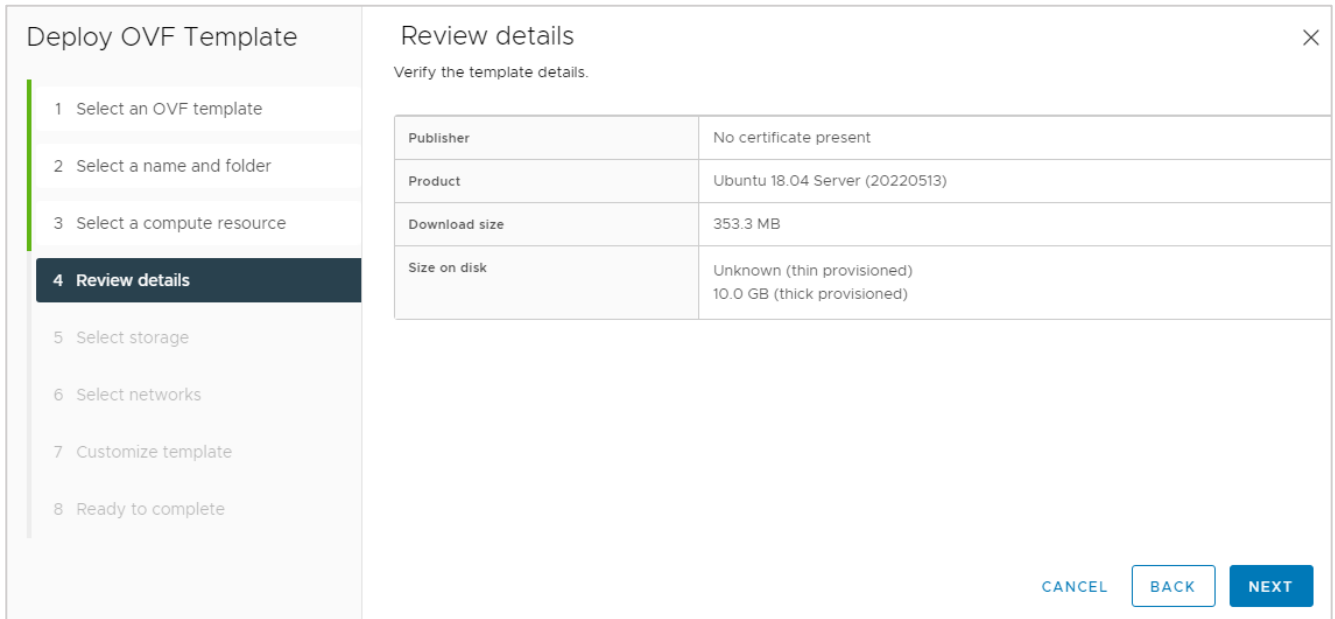 Deploy OVF Template
1 Select an OVF template
2 Select a name and folder
3 Select a compute resource
4 Review details
5 Select storage
6 Select networks
7 Customize template
8 Ready to complete
Review details
Verify the template details.
Publisher No certificate present
Product Ubuntu 18.04 Server (20220513)
Download size 353.3 MB
Size on disk Unknown (thin provisioned)
10.0 GB (thick provisioned)
CANCEL BACK NEXT